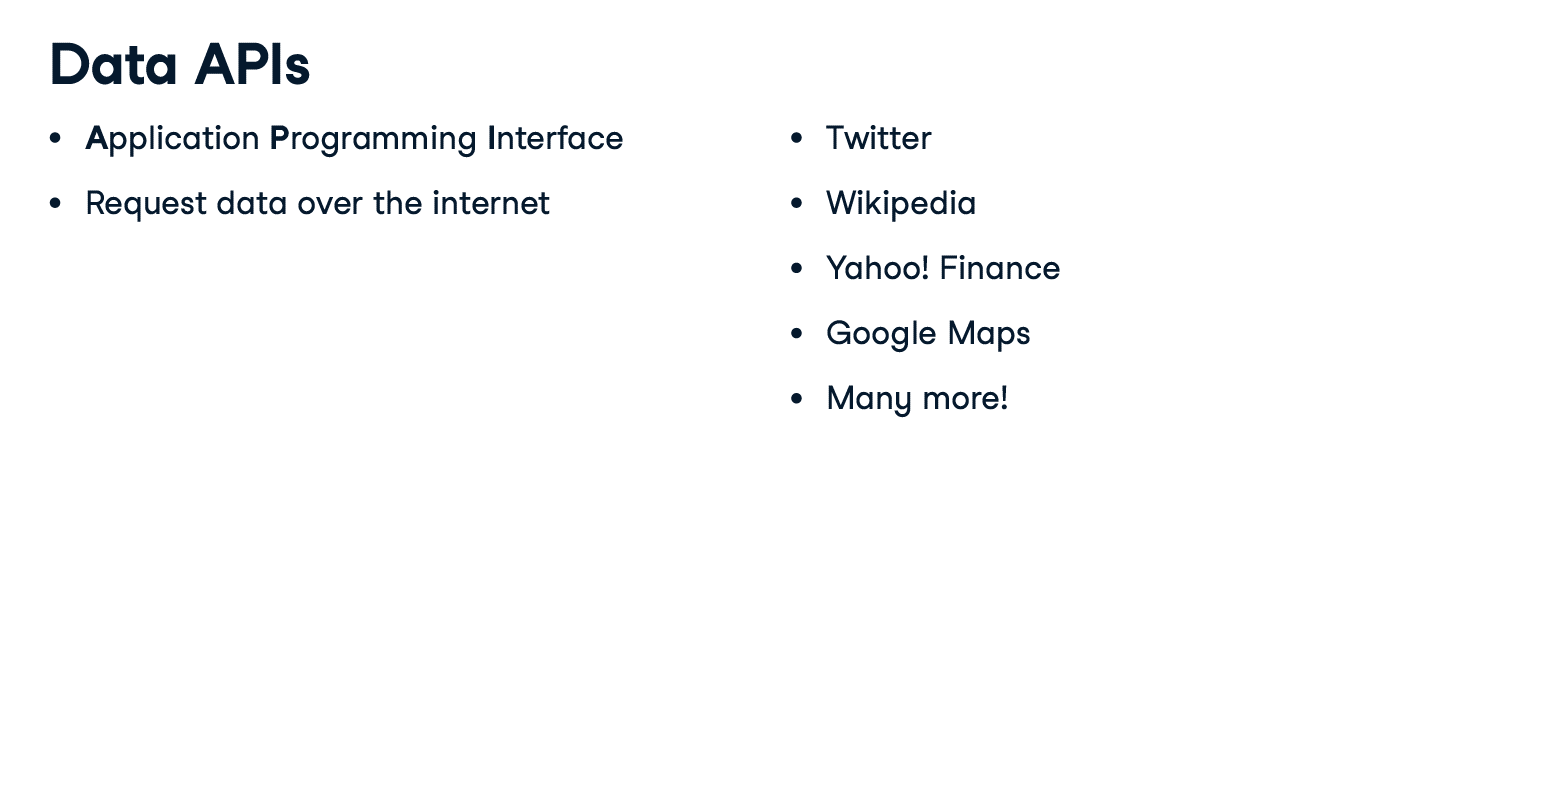 Data APIs
• Application Programming Interface
• Request data over the internet
• Twitter
• Wikipedia
• Yahoo! Finance
• Google Maps
• Many more!